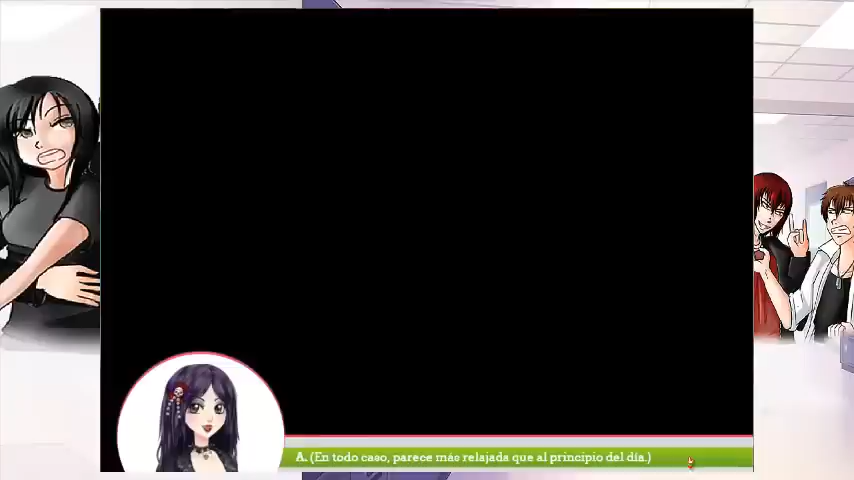 A. (En todo caso, parece más relajada que al principio del día.)